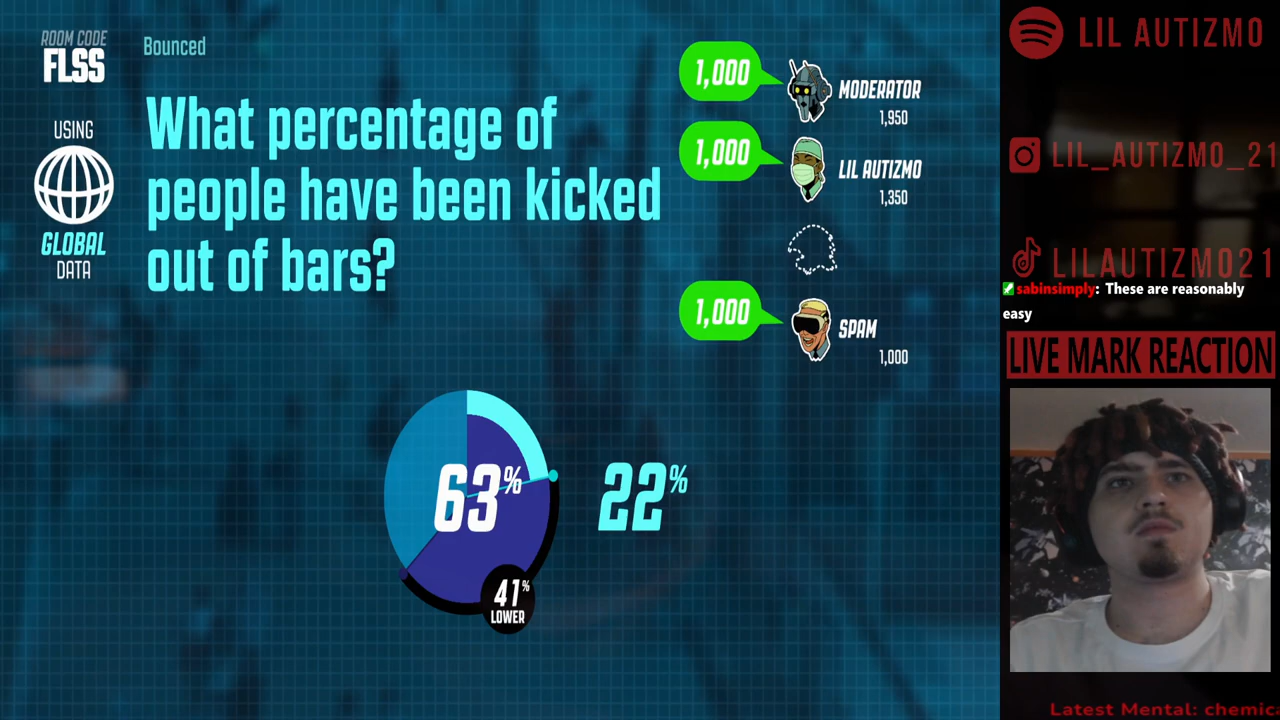 ROOM CODE
FLSS
USING
GLOBAL
DATA
Bounced
What percentage of
people have been kicked
out of bars?
1,000
MODERATOR
1,950
1,000
LIL AUTIZMO
1,350
1,000
SPAM
1,000
63%
22%
41%
LOWER
LIL AUTIZMO
LIL_AUTIZMO_21
LILAUTIZMO21
sabinsimply: These are reasonably
easy
LIVE MARK REACTION
Latest Mental: chemic